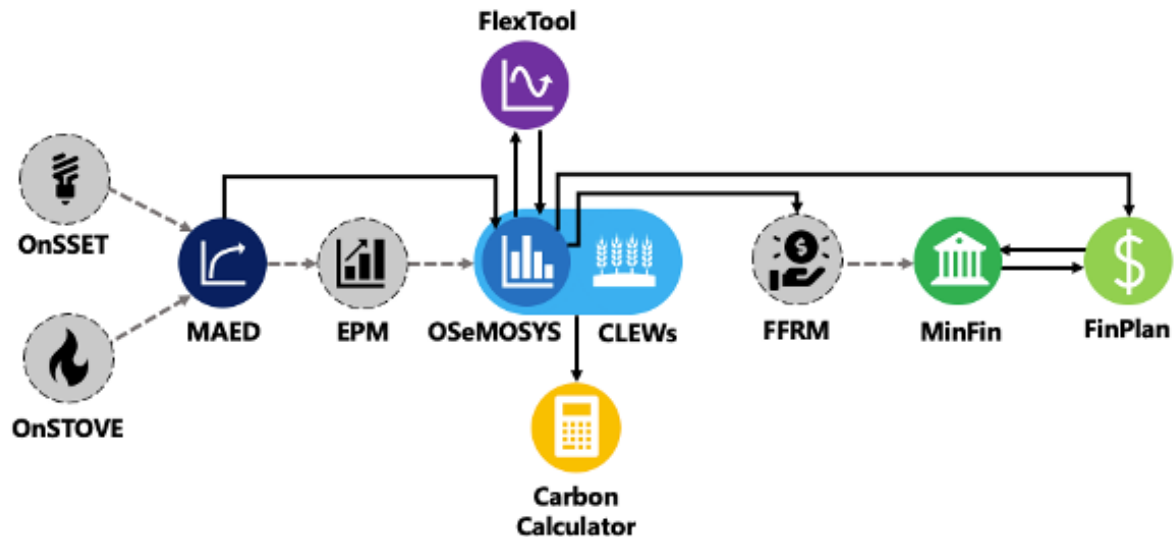 FlexTool
OnSSET
MAED
EPM
OSeMOSYS
CLEWs
$
FFRM
MinFin
$
FinPlan
OnSTOVE
Carbon
Calculator